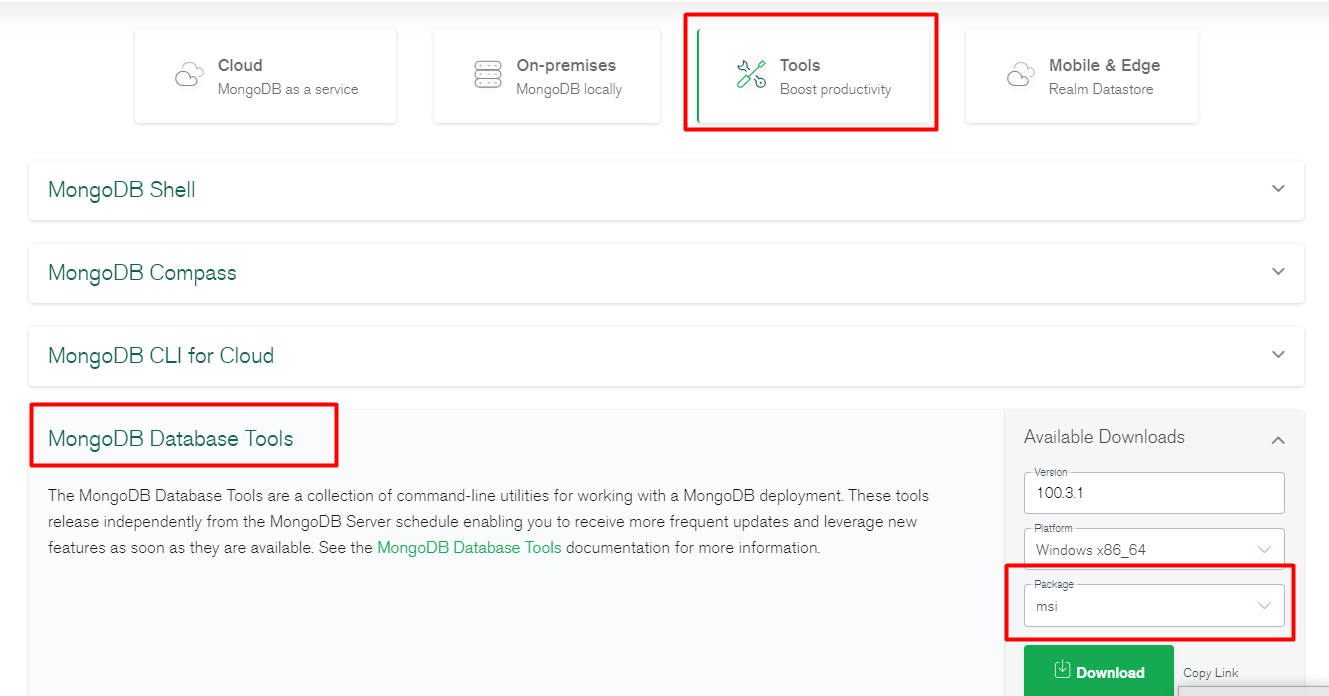 Cloud
MongoDB as a service
On-premises
MongoDB locally
Tools
Boost productivity
Mobile & Edge
Realm Datastore
MongoDB Shell
MongoDB Compass
MongoDB CLI for Cloud
MongoDB Database Tools
The MongoDB Database Tools are a collection of command-line utilities for working with a MongoDB deployment. These tools
release independently from the MongoDB Server schedule enabling you to receive more frequent updates and leverage new
features as soon as they are available. See the MongoDB Database Tools documentation for more information.
Available Downloads
Version
100.3.1
Platform
Windows x86_64
Package
msi
Download
Copy Link